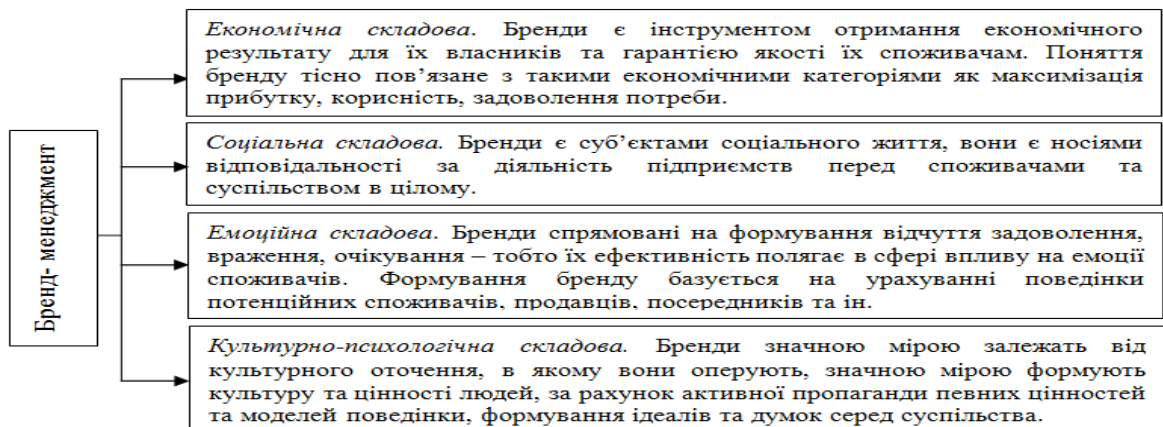 Бренд- менеджмент
Економічна складова. Бренди є інструментом отримання економічного
результату для їх власників та гарантією якості їх споживачам. Поняття
бренду тісно пов’язане з такими економічними категоріями як максимізація
прибутку, корисність, задоволення потреби.
Соціальна складова. Бренди є суб’єктами соціального життя, вони є носіями
відповідальності за діяльність підприємств перед споживачами та
суспільством в цілому.
Емоційна складова. Бренди спрямовані на формування відчуття задоволення,
враження, очікування – тобто їх ефективність полягає в сфері впливу на емоції
споживачів. Формування бренду базується на урахуванні поведінки
потенційних споживачів, продавців, посередників та ін.
Культурно-психологічна складова. Бренди значною мірою залежать від
культурного оточення, в якому вони оперують, значною мірою формують
культуру та цінності людей, за рахунок активної пропаганди певних цінностей
та моделей поведінки, формування ідеалів та думок серед суспільства.